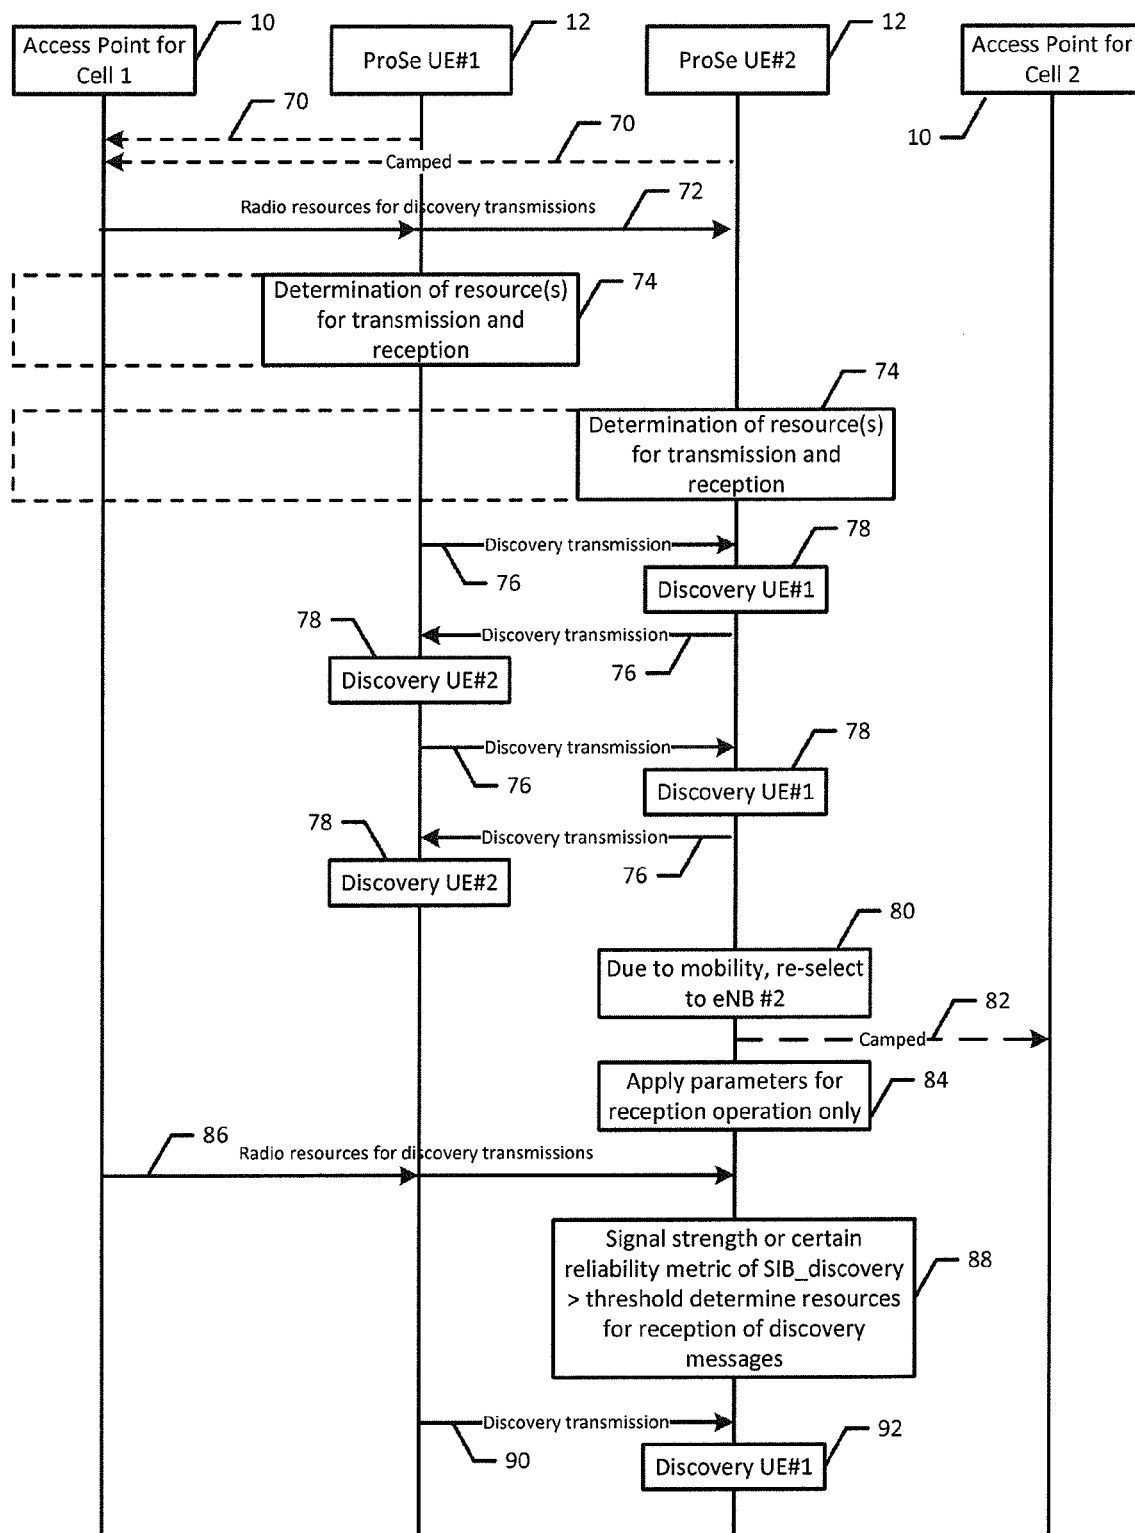 10
12
12
Access Point for
Cell 1
ProSe UE#1
ProSe UE#2
Access Point for
Cell 2
70
70
10
Camped
72
Radio resources for discovery transmissions
74
Determination of resource(s)
for transmission and
reception
74
Determination of resource(s)
for transmission and
reception
78
Discovery transmission
76
Discovery UE#1
78
Discovery transmission
76
Discovery UE#2
78
Discovery transmission
76
Discovery UE#1
78
Discovery transmission
76
Discovery UE#2
80
Due to mobility, re-select
to eNB #2
82
Camped
84
Apply parameters for
reception operation only
86
Radio resources for discovery transmissions
88
Signal strength or certain
reliability metric of SIB_discovery
> threshold determine resources
for reception of discovery
messages
Discovery transmission
90
92
Discovery UE#1